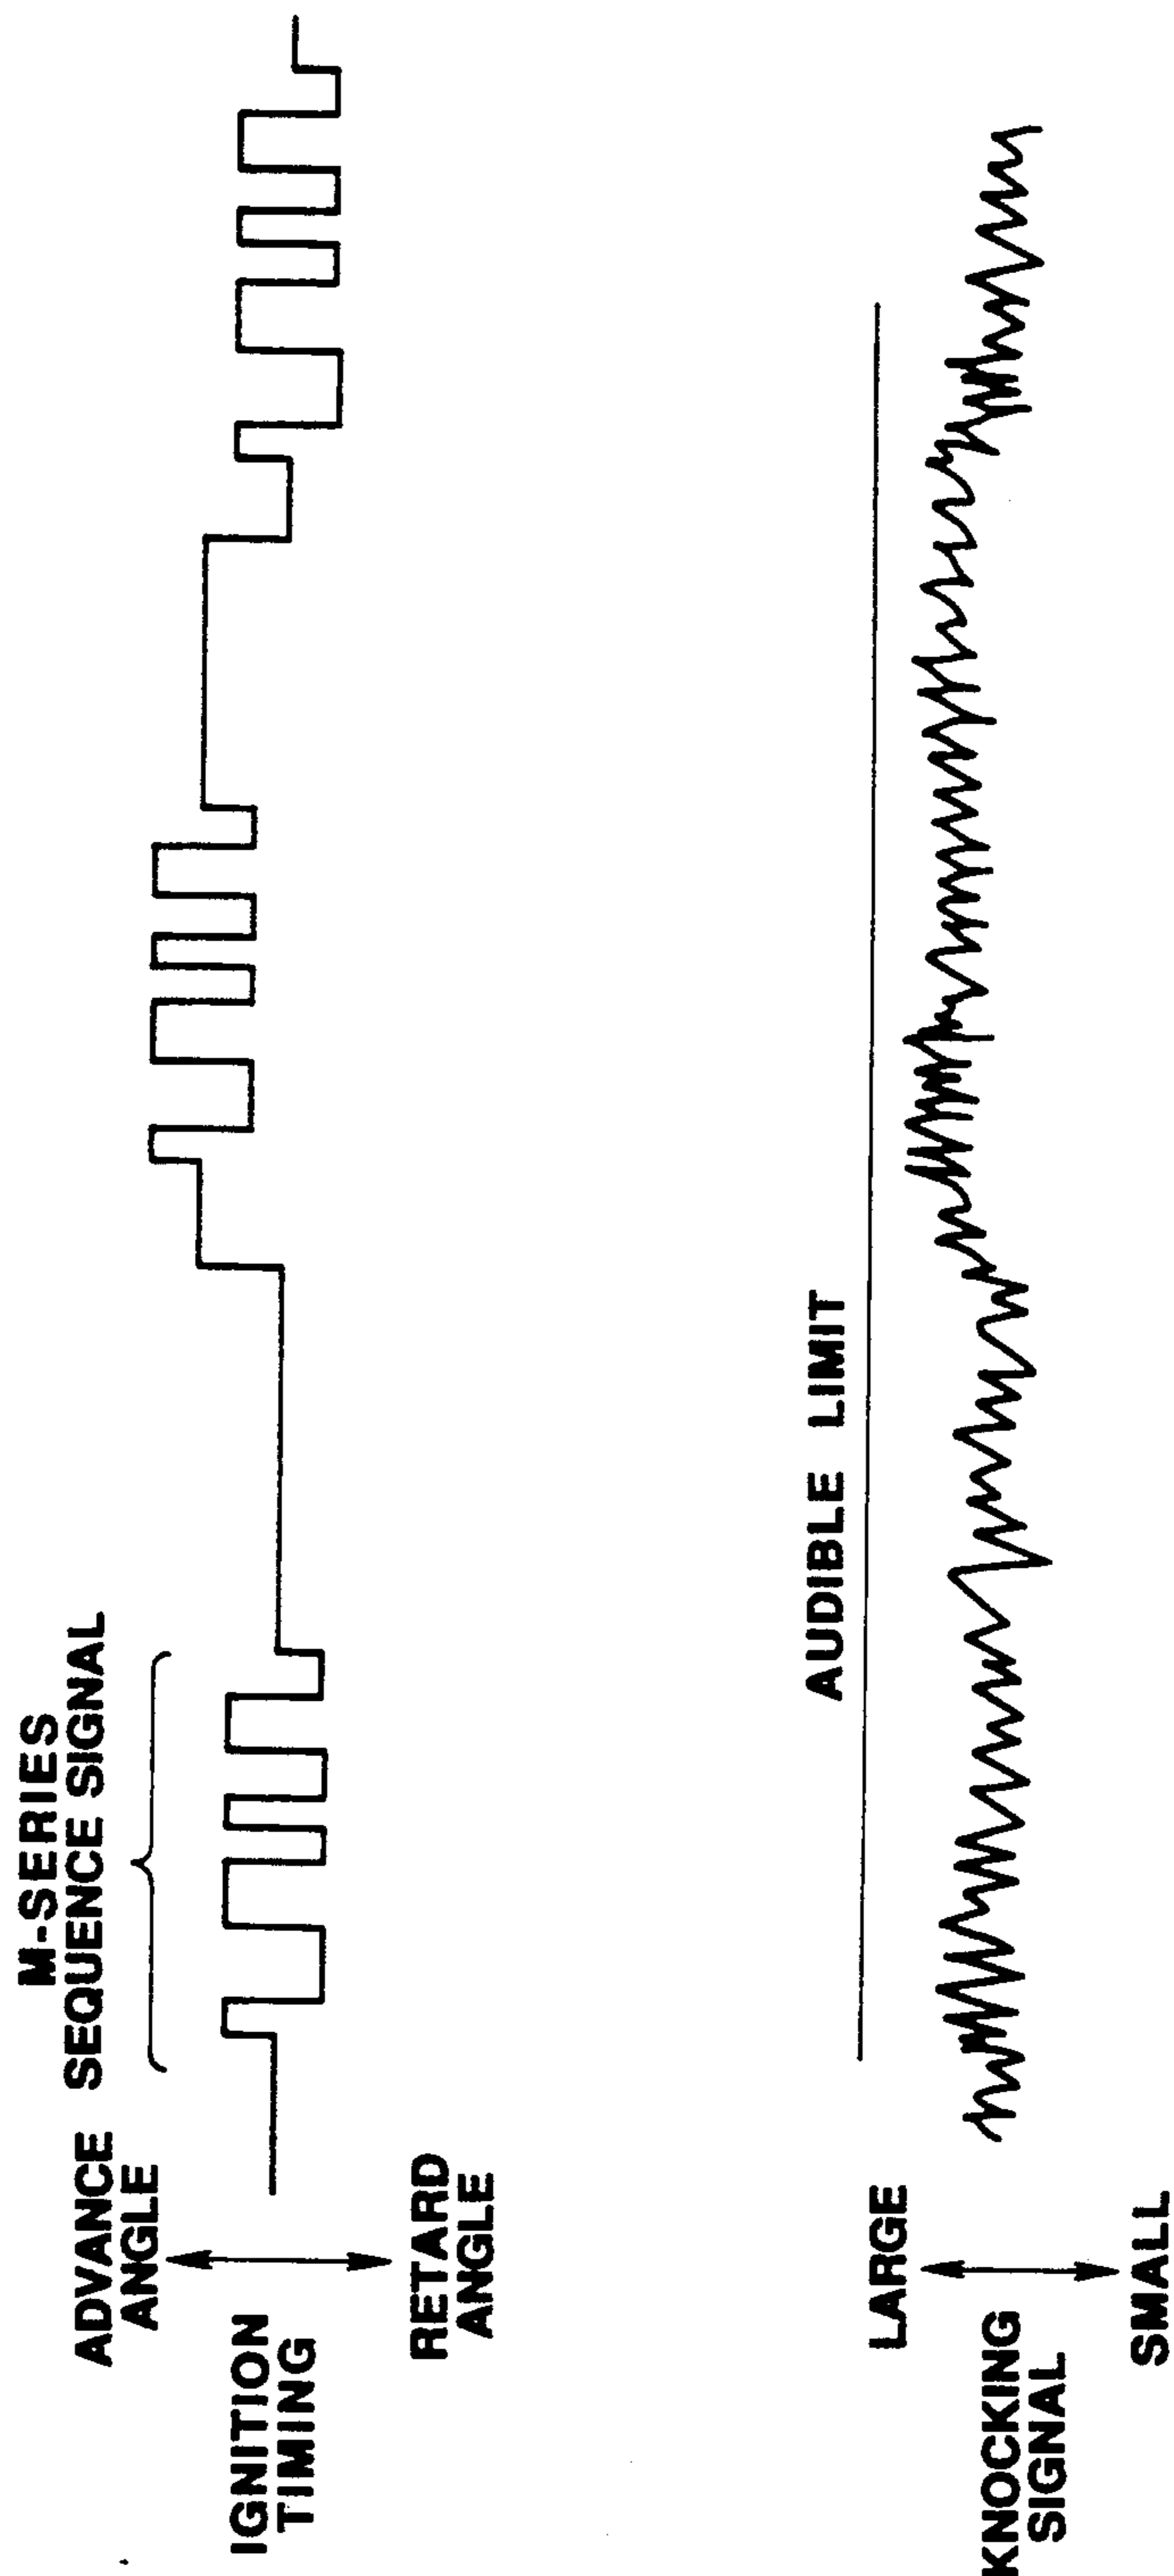 M-SERIES
SEQUENCE SIGNAL
ADVANCE
ANGLE
IGNITION
TIMING
RETARD
ANGLE
AUDIBLE LIMIT
LARGE
KNOCKING
SIGNAL
SMALL